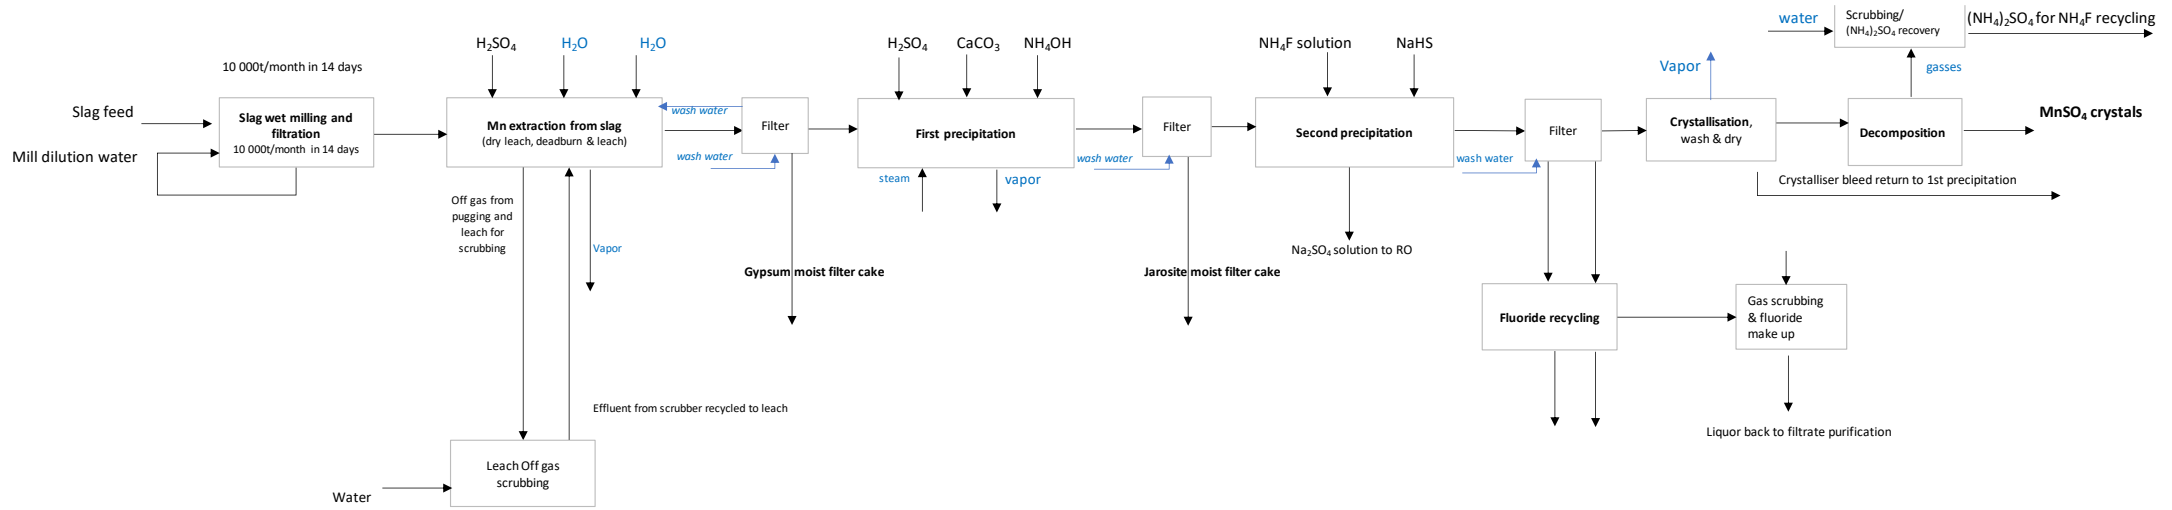 water
Scrubbing/
(NH₄)₂SO₄ recovery
(NH₄)₂SO₄ for NH₄F recycling
H₂SO₄
H₂O
H₂O
H₂SO₄
CaCO₃
NH₄OH
NH₄F solution
NaHS
10 000t/month in 14 days
Vapor
gasses
Slag feed
Slag wet milling and
filtration
10 000t/month in 14 days
Mill dilution water
Mn extraction from slag
(dry leach, deadburn & leach)
wash water
wash water
Filter
First precipitation
steam
vapor
wash water
Filter
Second precipitation
wash water
Filter
Crystallisation,
wash & dry
Decomposition
MnSO₄ crystals
Crystalliser bleed return to 1st precipitation
Off gas from
pugging and
leach for
scrubbing
Vapor
Gypsum moist filter cake
Jarosite moist filter cake
Na₂SO₄ solution to RO
Fluoride recycling
Gas scrubbing
& fluoride
make up
Effluent from scrubber recycled to leach
Liquor back to filtrate purification
Leach Off gas
scrubbing
Water